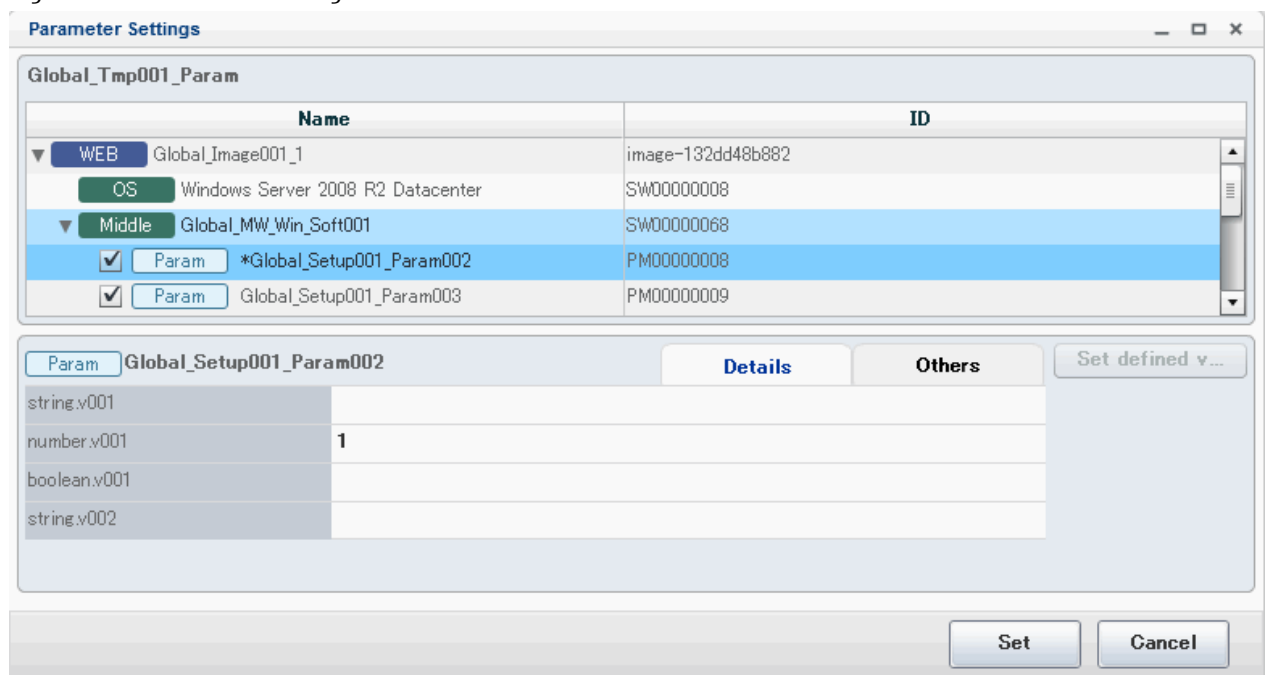 Parameter Settings
Global_Tmp001_Param
Name ID
WEB Global_Image001_1 image-132dd48b882
OS Windows Server 2008 R2 Datacenter SW00000008
Middle Global_MW_Win_Soft001 SW00000068
Param *Global_Setup001_Param002 PM00000008
Param Global_Setup001_Param003 PM00000009
Param Global_Setup001_Param002 Details Others Set defined v...
string.v001
number.v001 1
boolean.v001
string.v002
Set Cancel